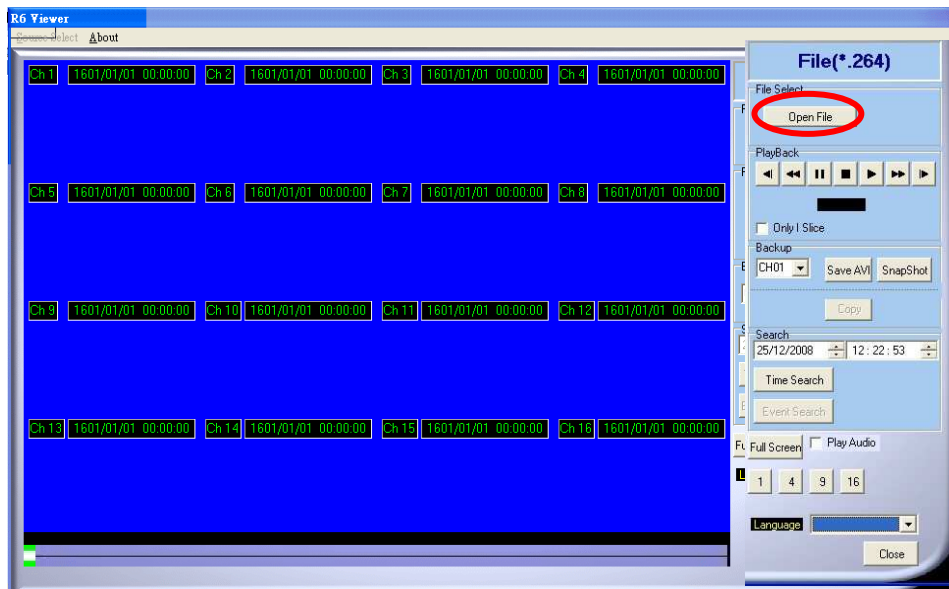 R6 Viewer
Source Select About
File(*.264)
Ch 1 1601/01/01 00:00:00 Ch 2 1601/01/01 00:00:00 Ch 3 1601/01/01 00:00:00 Ch 4 1601/01/01 00:00:00
File Select
Open File
PlayBack
Ch 5 1601/01/01 00:00:00 Ch 6 1601/01/01 00:00:00 Ch 7 1601/01/01 00:00:00 Ch 8 1601/01/01 00:00:00
Only I Slice
Backup
CH01 Save AVI SnapShot
Copy
Ch 9 1601/01/01 00:00:00 Ch 10 1601/01/01 00:00:00 Ch 11 1601/01/01 00:00:00 Ch 12 1601/01/01 00:00:00
Search
25/12/2008 12:22:53
Time Search
Event Search
Ch 13 1601/01/01 00:00:00 Ch 14 1601/01/01 00:00:00 Ch 15 1601/01/01 00:00:00 Ch 16 1601/01/01 00:00:00
Full Screen Play Audio
1 4 9 16
Language
Close